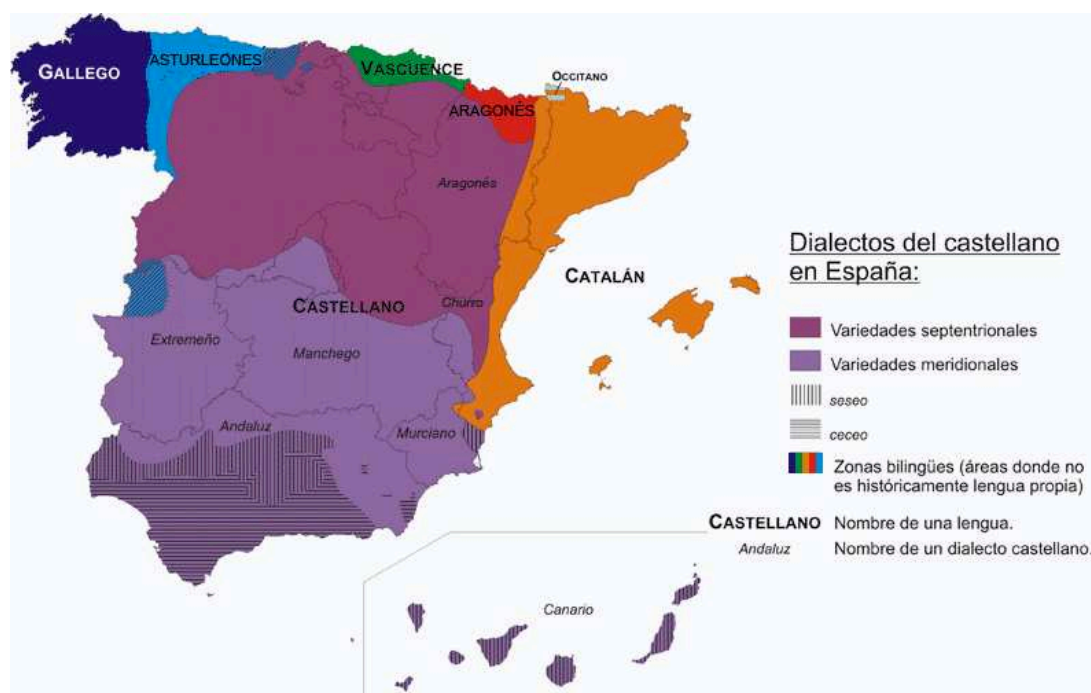 GALLEGO
ASTURLEONES
VASCUENCE
OCCITANO
ARAGONÉS
Aragonés
CATALÁN
CASTELLANO
Churro
Extremeño
Manchego
Andaluz
Murciano
Dialectos del castellano
en España:
Variedades septentrionales
Variedades meridionales
seseo
ceceo
Zonas bilingües (áreas donde no
es históricamente lengua propia)
CASTELLANO Nombre de una lengua.
Andaluz Nombre de un dialecto castellano.
Canario